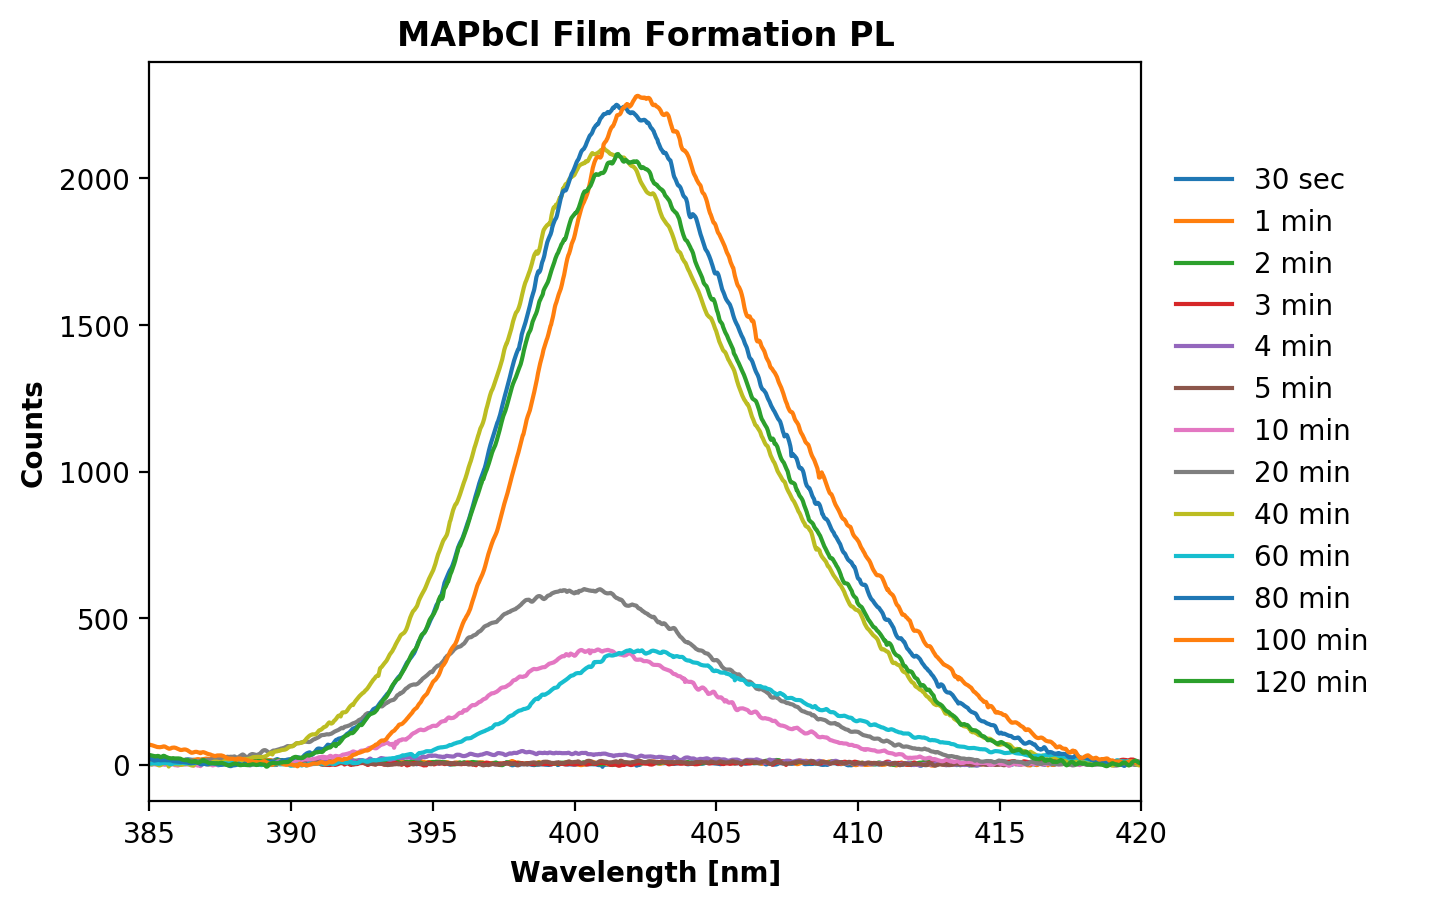 MAPbCl Film Formation PL
Counts
2000
1500
1000
500
0
385 390 395 400 405 410 415 420
Wavelength [nm]
30 sec
1 min
2 min
3 min
4 min
5 min
10 min
20 min
40 min
60 min
80 min
100 min
120 min